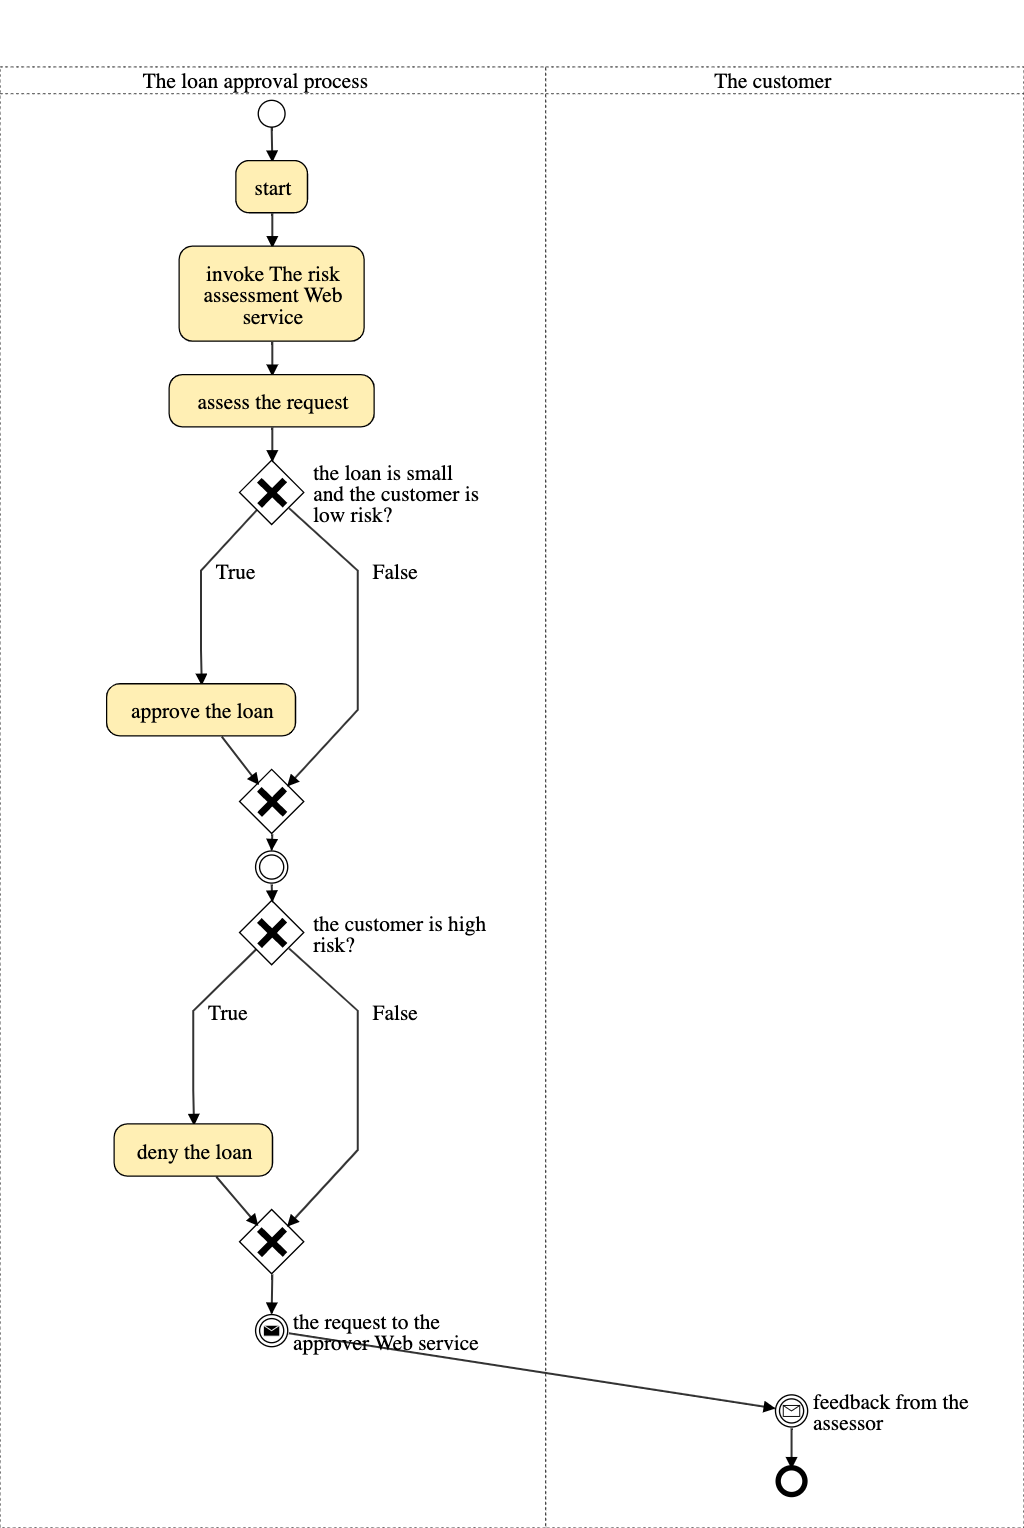 The loan approval process
The customer
start
invoke The risk
assessment Web
service
assess the request
the loan is small
and the customer is
low risk?
True
False
approve the loan
the customer is high
risk?
True
False
deny the loan
the request to the
approver Web service
feedback from the
assessor